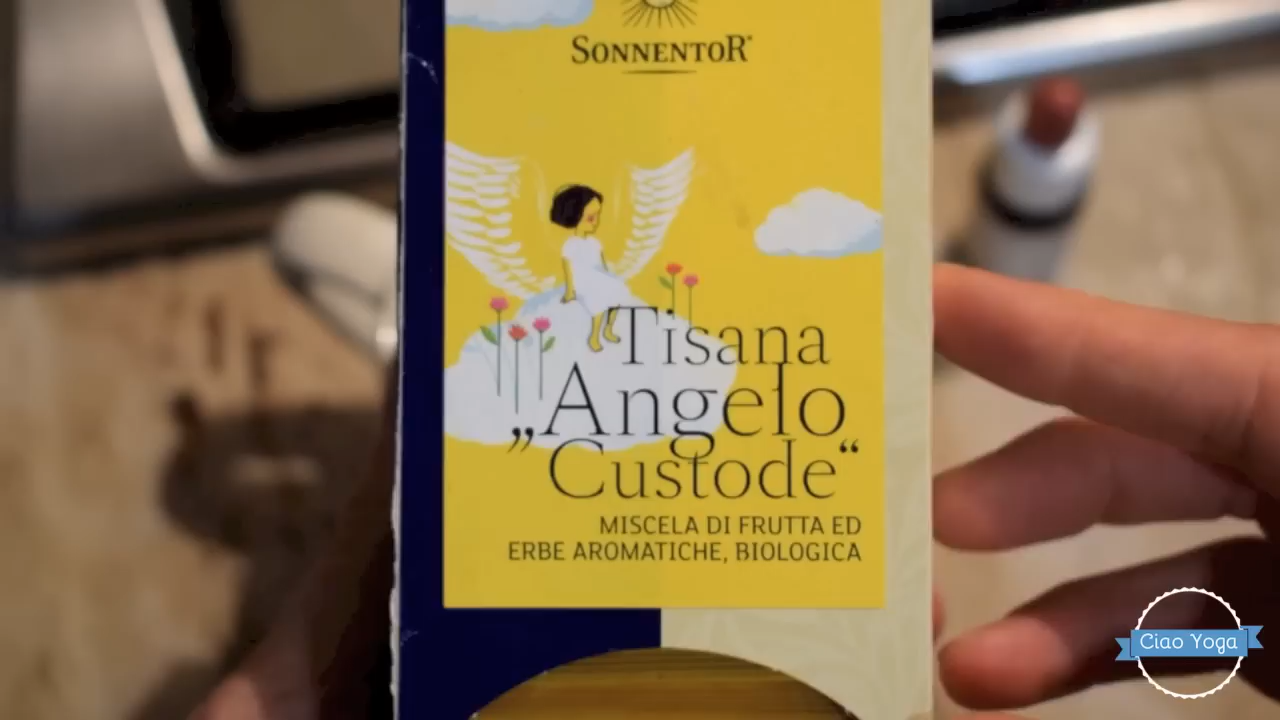 SONNENTOR®
Tisana
„Angelo
Custode“
MISCELA DI FRUTTA ED
ERBE AROMATICHE, BIOLOGICA
Ciao Yoga